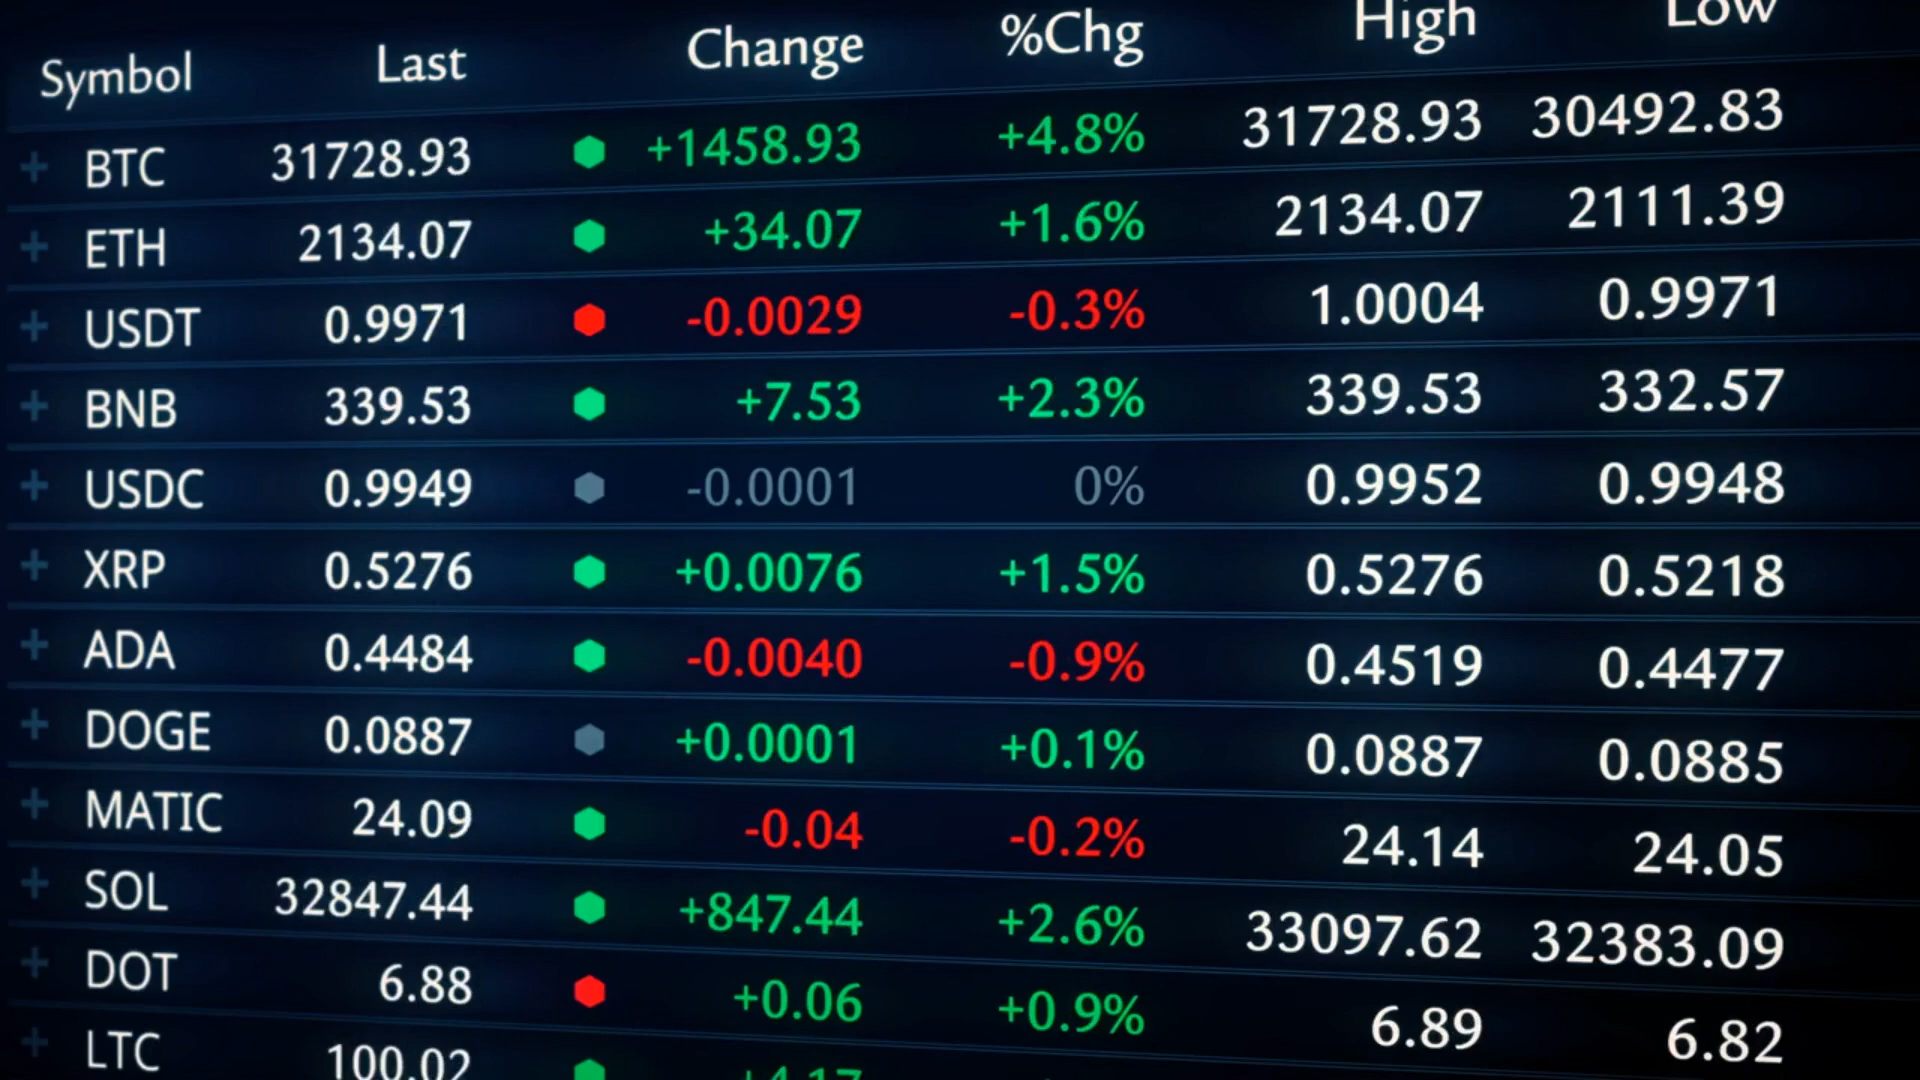 Symbol Last Change %Chg High Low
+ BTC 31728.93 +1458.93 +4.8% 31728.93 30492.83
+ ETH 2134.07 +34.07 +1.6% 2134.07 2111.39
+ USDT 0.9971 -0.0029 -0.3% 1.0004 0.9971
+ BNB 339.53 +7.53 +2.3% 339.53 332.57
+ USDC 0.9949 -0.0001 0% 0.9952 0.9948
+ XRP 0.5276 +0.0076 +1.5% 0.5276 0.5218
+ ADA 0.4484 -0.0040 -0.9% 0.4519 0.4477
+ DOGE 0.0887 +0.0001 +0.1% 0.0887 0.0885
+ MATIC 24.09 -0.04 -0.2% 24.14 24.05
+ SOL 32847.44 +847.44 +2.6% 33097.62 32383.09
+ DOT 6.88 +0.06 +0.9% 6.89 6.82
+ LTC 100.02 +4.17